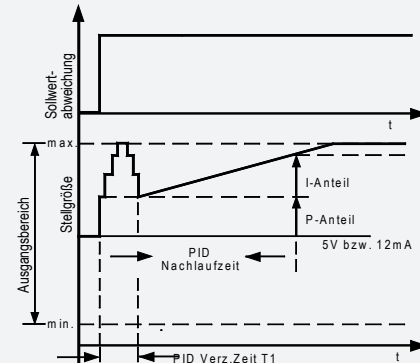 Sollwert-
abweichung
t
max.
Ausgangsbereich
Stellgröße
I-Anteil
P-Anteil
5V bzw. 12mA
PID
Nachlaufzeit
min.
t
PID Verz.Zeit T1